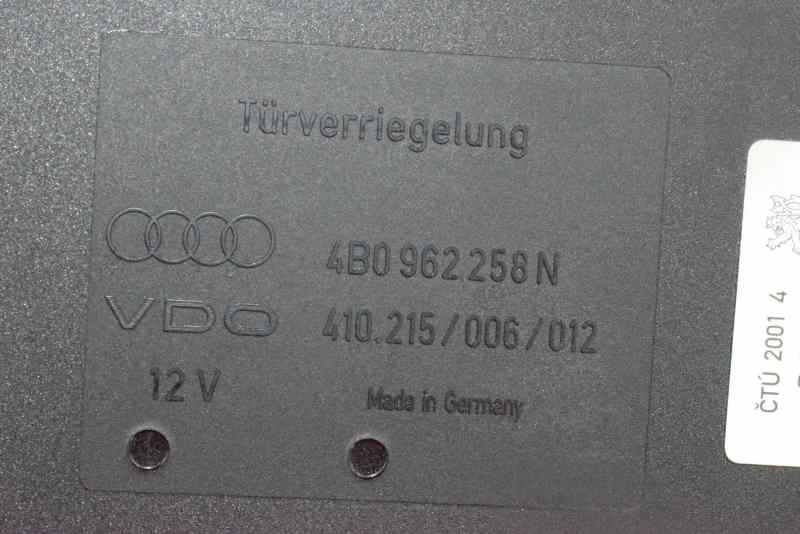 Türverriegelung
4B0 962 258 N
VDO 410.215/006/012
12 V
Made in Germany
ČTÚ 2001 4